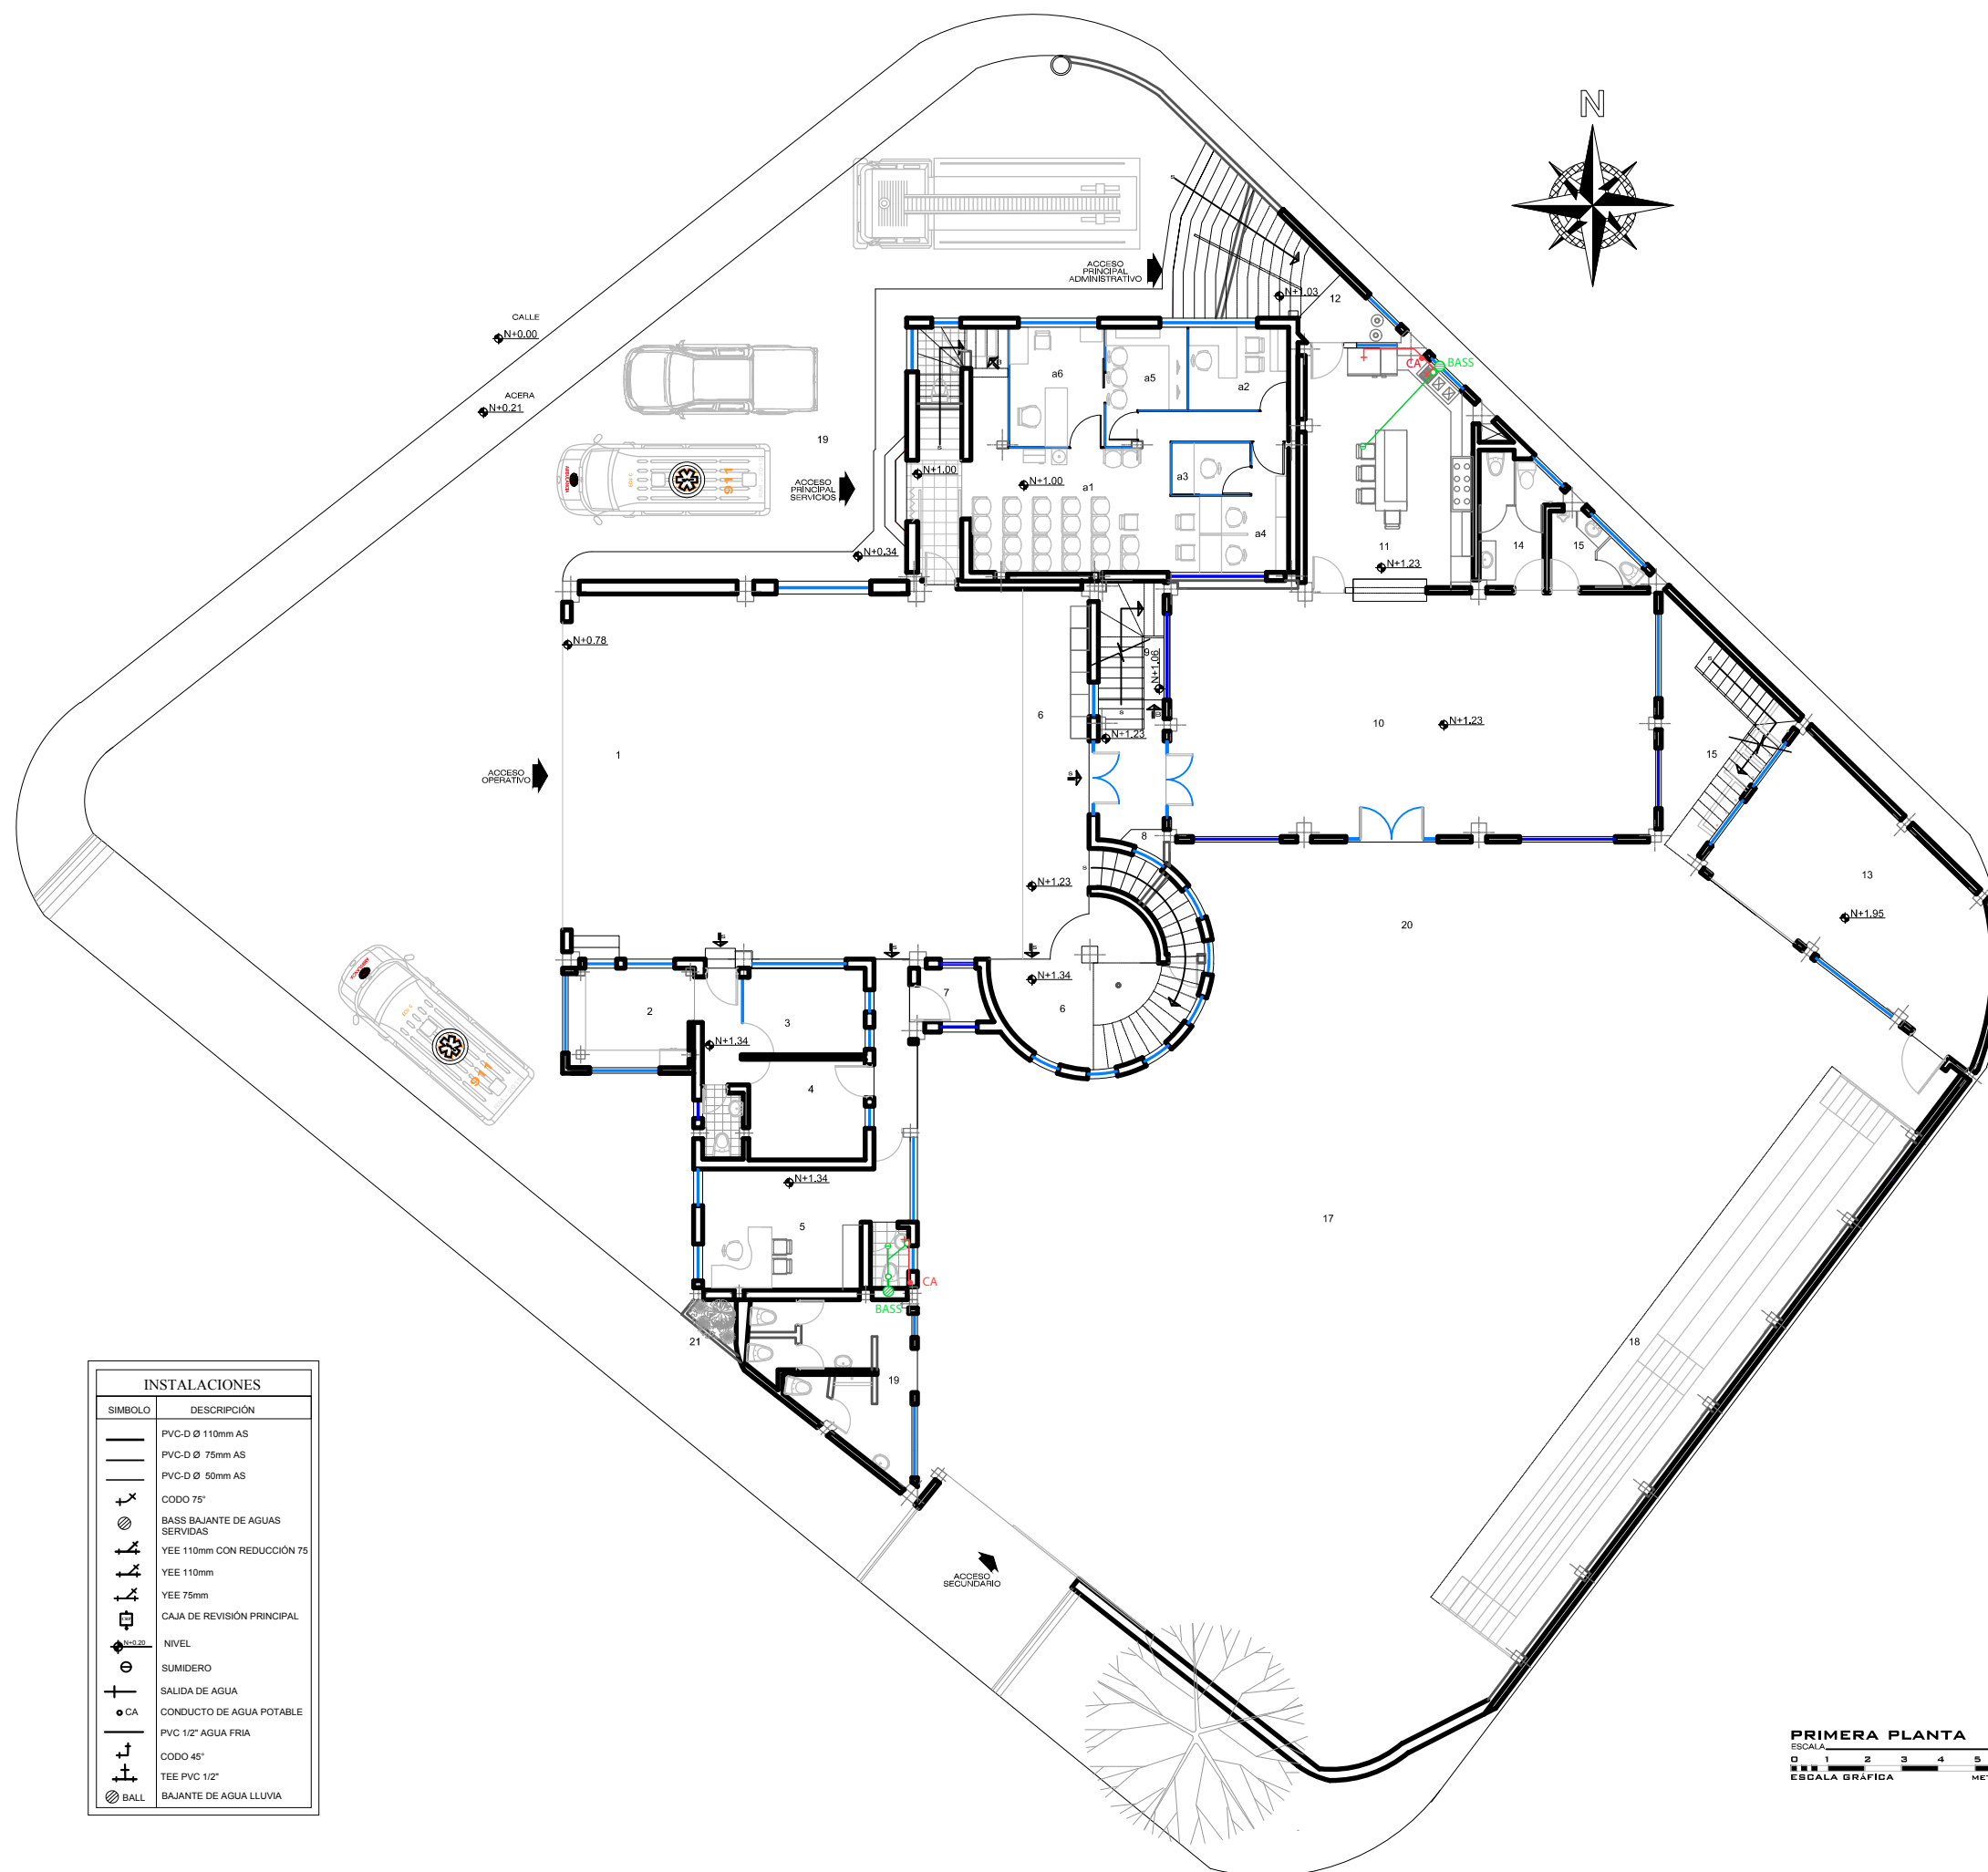 N
ACCESO
PRINCIPAL
ADMINISTRATIVO
N+1.03
12
CALLE
N+0.00
CA
BASS
a6
a5
a2
ACERA
N+0.21
19
911
ACCESO
PRINCIPAL
SERVICIOS
N+1.00
N+1.00
a1
a3
a4
N+0.34
11
N+1.23
14
15
N+0.78
9
N+1.06
6
10
N+1.23
N+1.23
1
15
ACCESO
OPERATIVO
8
13
N+1.23
N+1.95
20
N+1.34
7
6
2
3
N+1.34
911
4
N+1.34
5
17
CA
BASS
21
18
19
ACCESO
SECUNDARIO
INSTALACIONES
SIMBOLO DESCRIPCIÓN
PVC-D Ø 110mm AS
PVC-D Ø 75mm AS
PVC-D Ø 50mm AS
CODO 75°
BASS BAJANTE DE AGUAS
SERVIDAS
YEE 110mm CON REDUCCIÓN 75
YEE 110mm
YEE 75mm
CAJA DE REVISIÓN PRINCIPAL
N+0.20 NIVEL
SUMIDERO
SALIDA DE AGUA
CA CONDUCTO DE AGUA POTABLE
PVC 1/2" AGUA FRIA
CODO 45°
TEE PVC 1/2"
BALL BAJANTE DE AGUA LLUVIA
PRIMERA PLANTA
ESCALA
0 1 2 3 4 5
ESCALA GRÁFICA MET